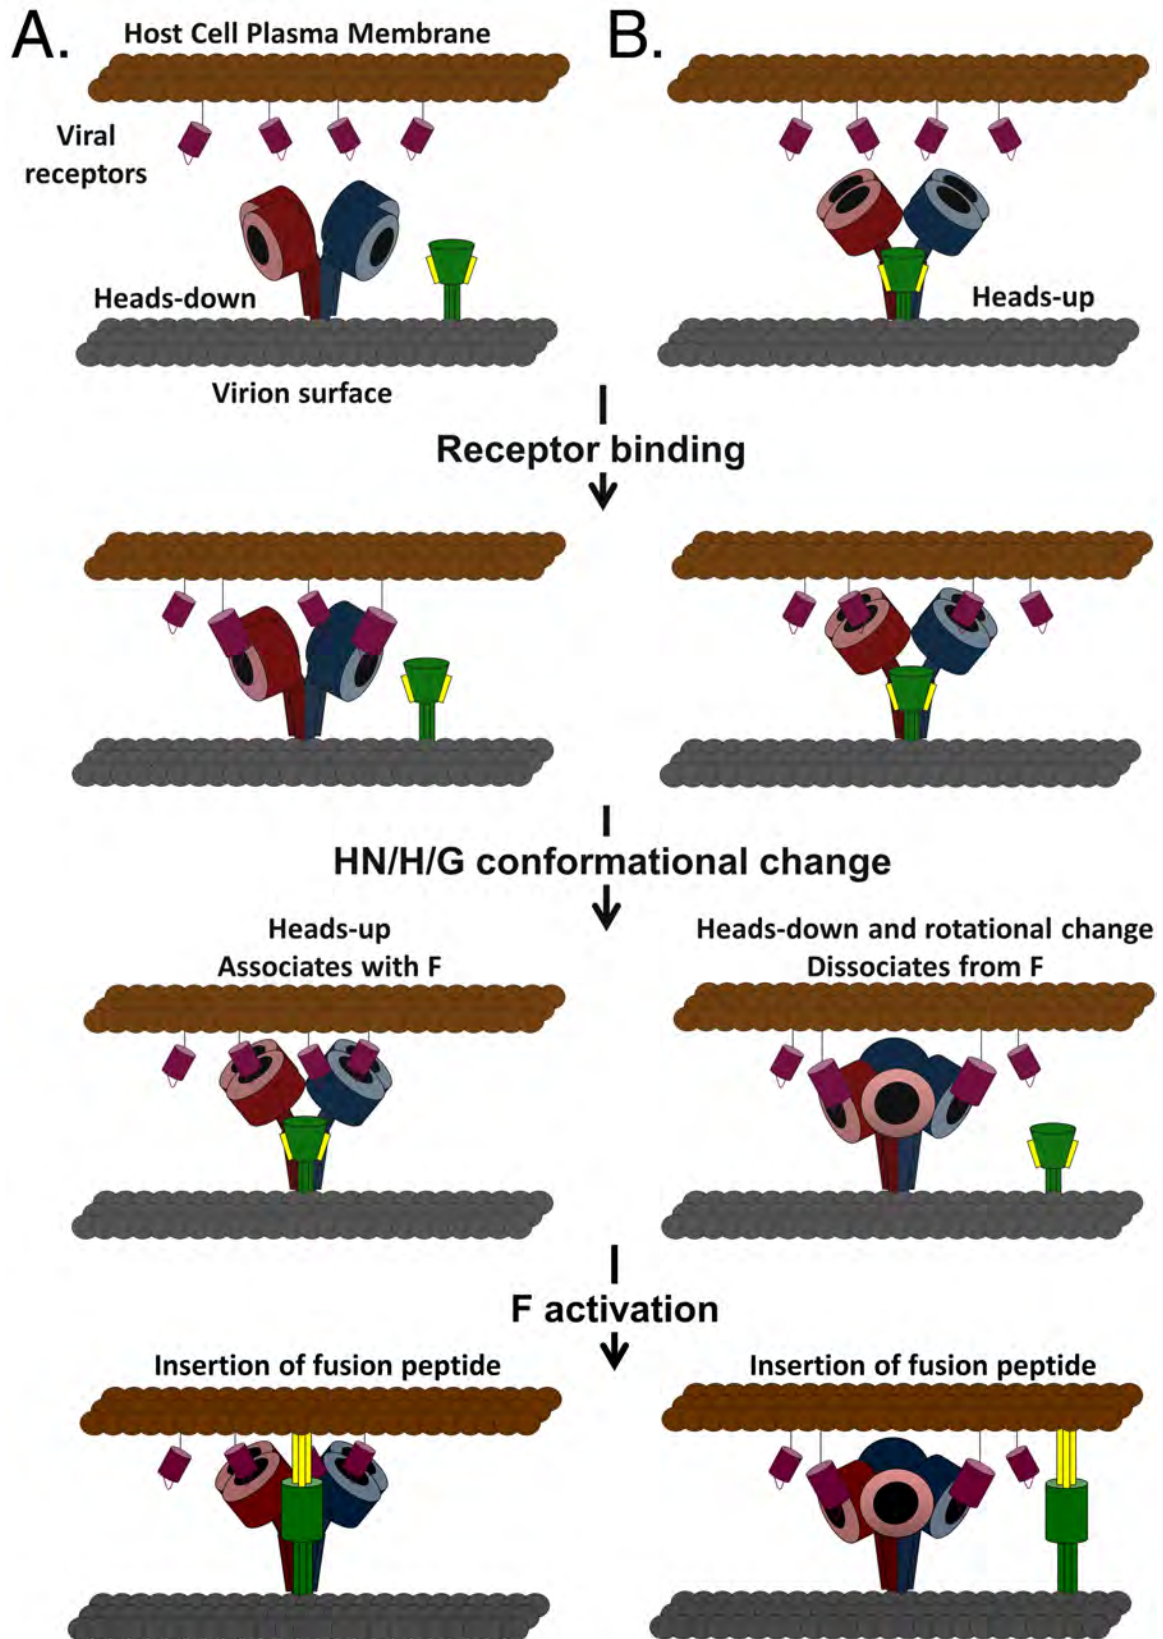 A.
Host Cell Plasma Membrane
B.
Viral
receptors
Heads-down
Heads-up
Virion surface
Receptor binding
HN/H/G conformational change
Heads-up
Associates with F
Heads-down and rotational change
Dissociates from F
F activation
Insertion of fusion peptide
Insertion of fusion peptide